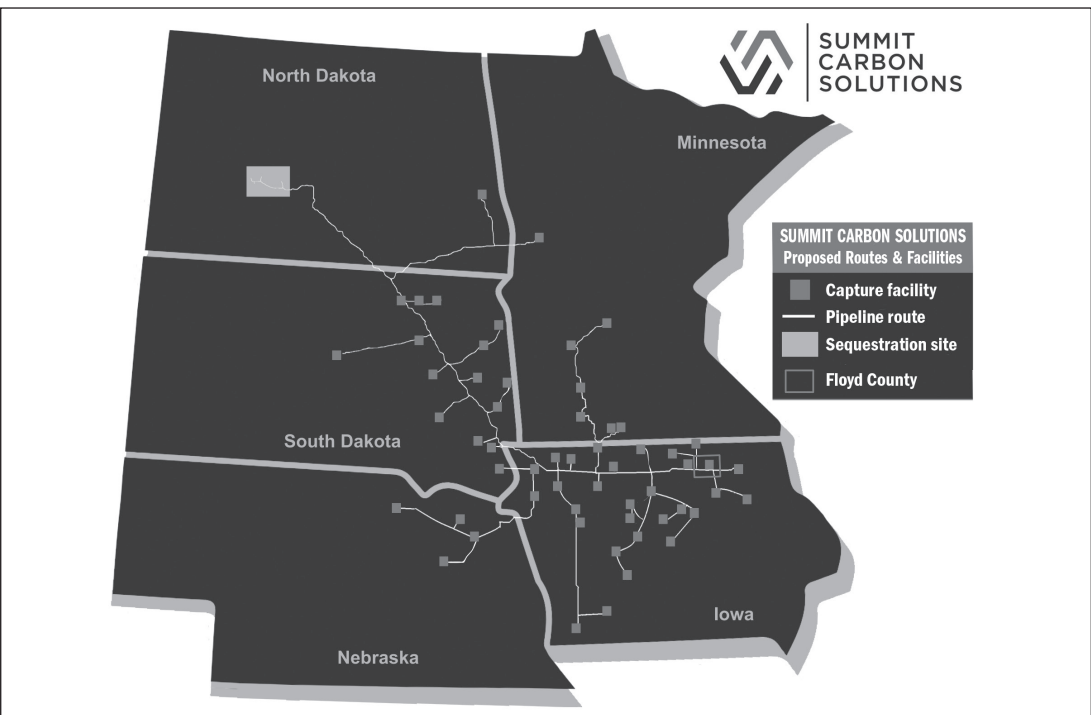 SUMMIT
CARBON
SOLUTIONS
North Dakota
Minnesota
SUMMIT CARBON SOLUTIONS
Proposed Routes & Facilities
Capture facility
Pipeline route
Sequestration site
Floyd County
South Dakota
Iowa
Nebraska